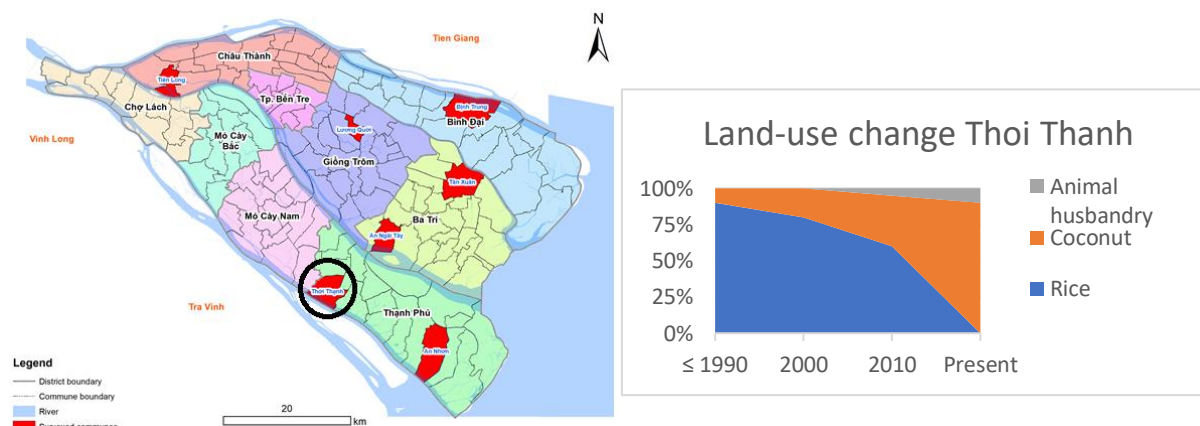 N
Tien Giang
Châu Thành
Tiên Long
Tp. Bến Tre
Định Trung
Bình Đại
Chợ Lách
Vinh Long
Mỏ Cày
Bắc
Lương Quới
Giồng Trôm
Tân Xuân
Ba Tri
Mỏ Cày Nam
An Ngãi Tây
Thới Thạnh
Tra Vinh
Thạnh Phú
An Nhơn
Legend
District boundary
Commune boundary
River
20
km
Land-use change Thoi Thanh
100%
75%
50%
25%
0%
≤ 1990
2000
2010
Present
Animal
husbandry
Coconut
Rice